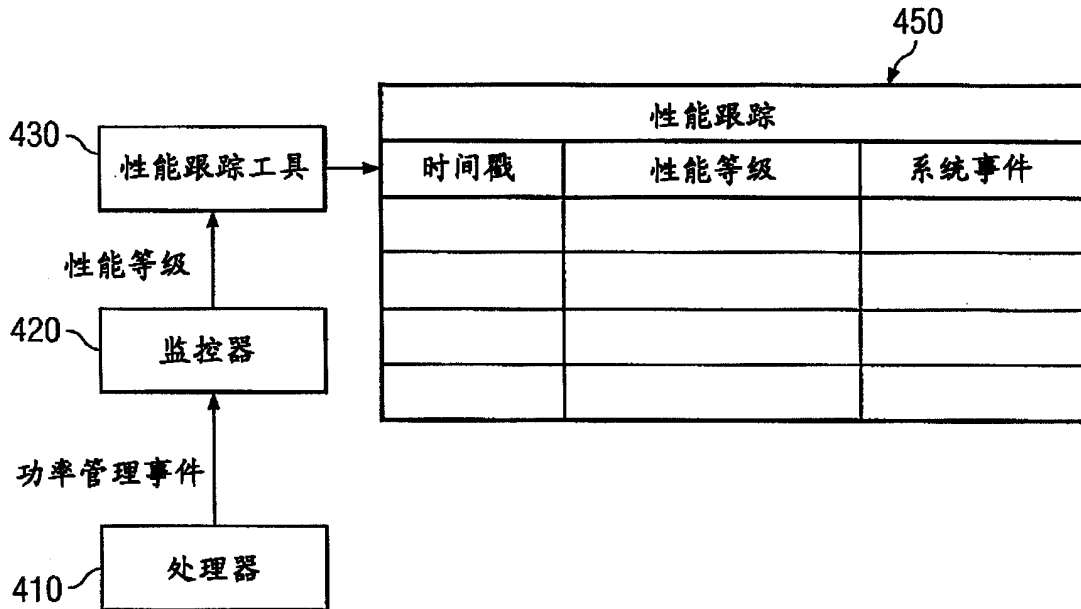 450
性能跟踪
430
性能跟踪工具
时间戳
性能等级
系统事件
性能等级
420
监控器
功率管理事件
410
处理器